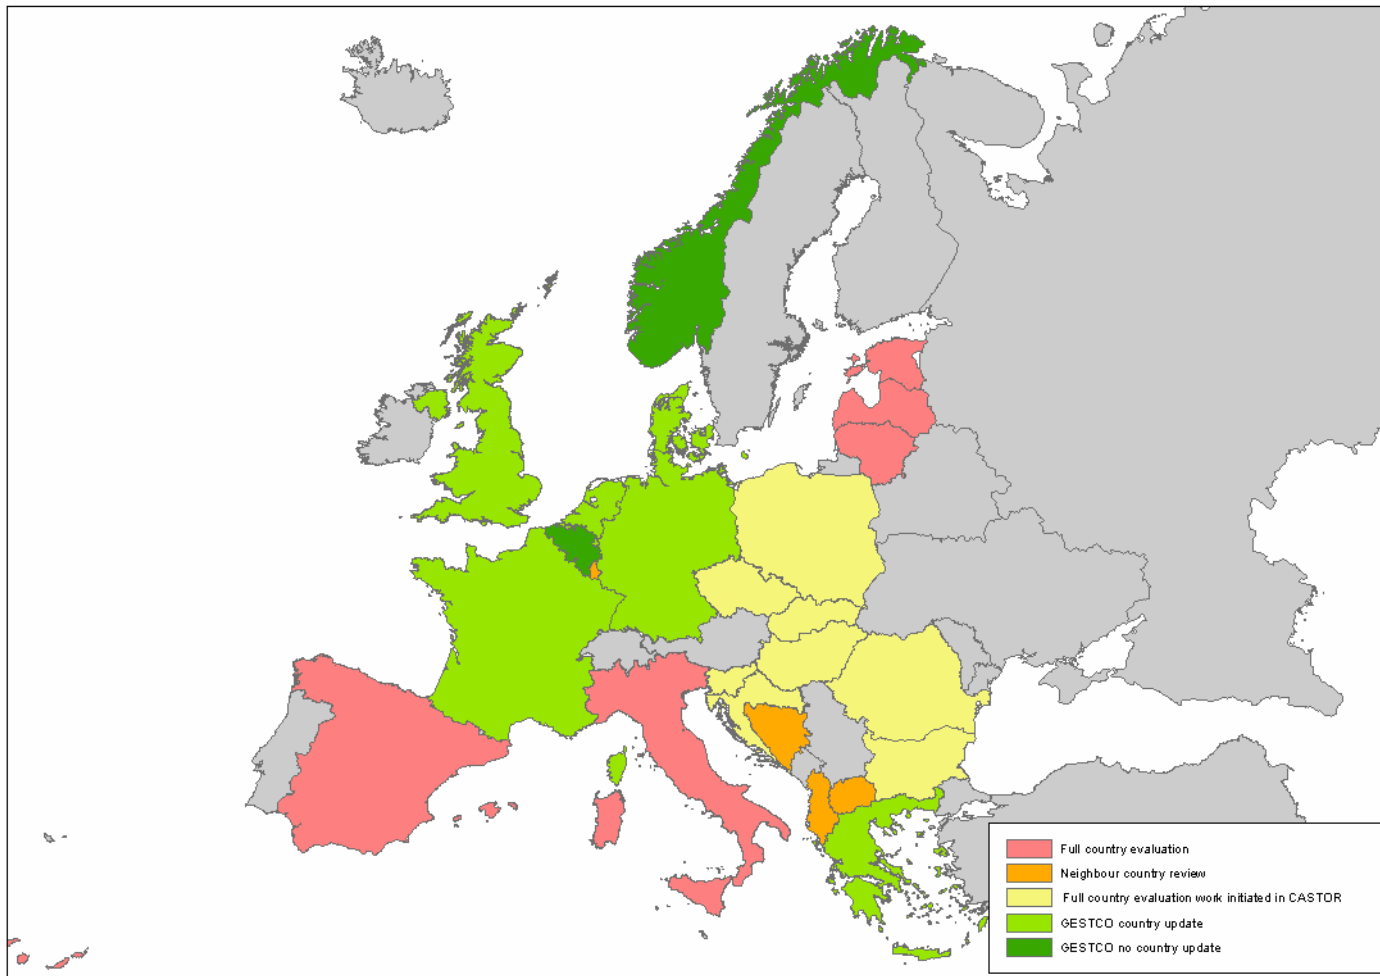 Full country evaluation
Neighbour country review
Full country evaluation work initiated in CASTOR
GESTCO country update
GESTCO no country update